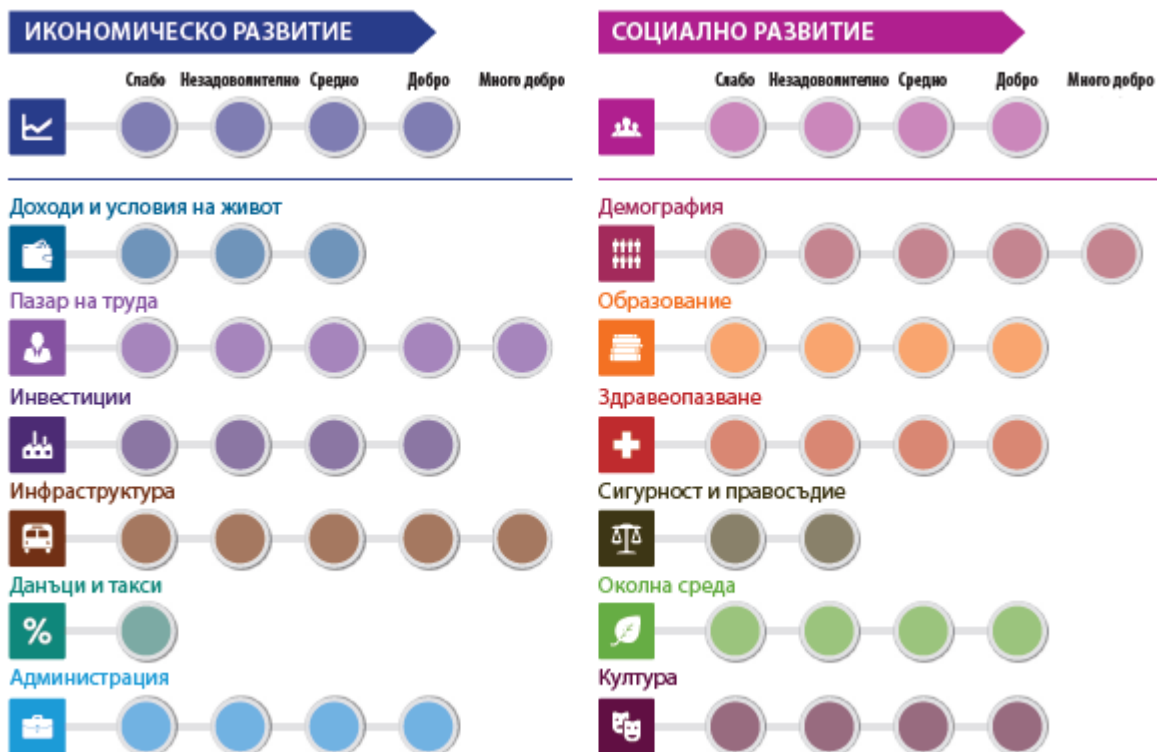 ИКОНОМИЧЕСКО РАЗВИТИЕ
Слабо Незадоволително Средно Добро Много добро
Доходи и условия на живот
Пазар на труда
Инвестиции
Инфраструктура
Данъци и такси
%
Администрация
СОЦИАЛНО РАЗВИТИЕ
Слабо Незадоволително Средно Добро Много добро
Демография
Образование
Здравеопазване
Сигурност и правосъдие
Околна среда
Култура